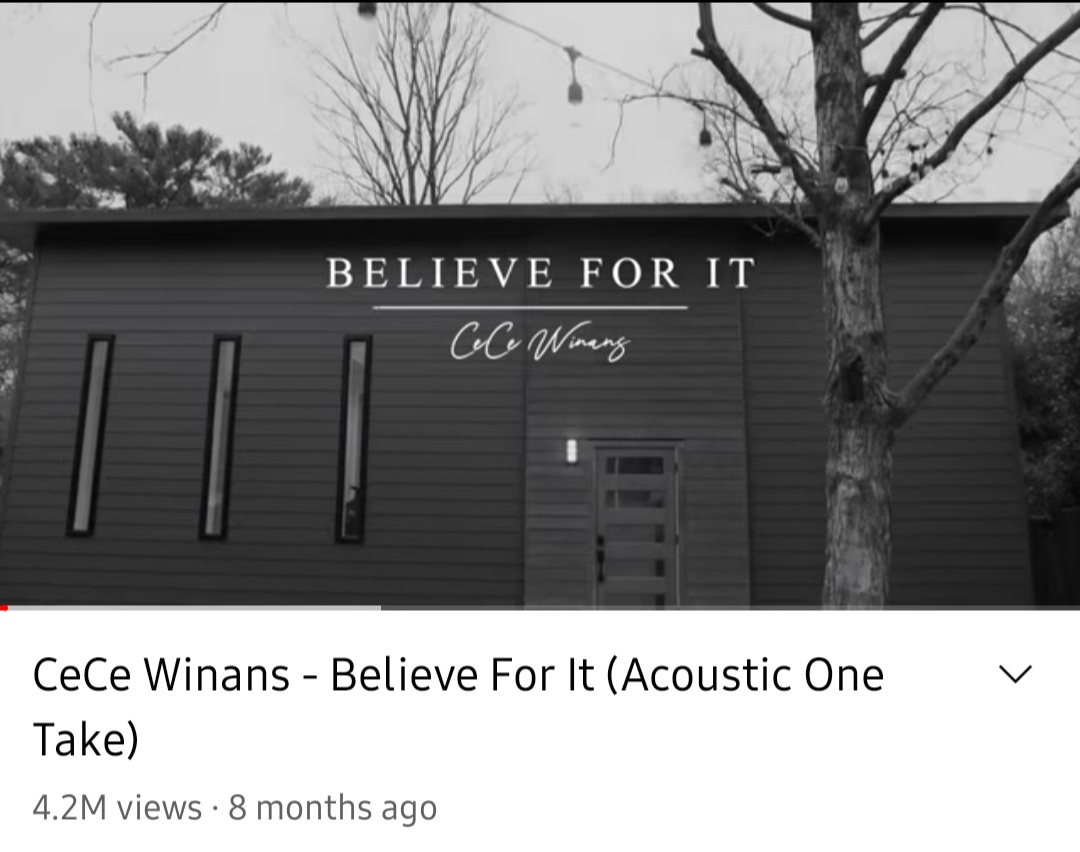 BELIEVE FOR IT
CeCe Winans
CeCe Winans - Believe For It (Acoustic One
Take)
4.2M views · 8 months ago